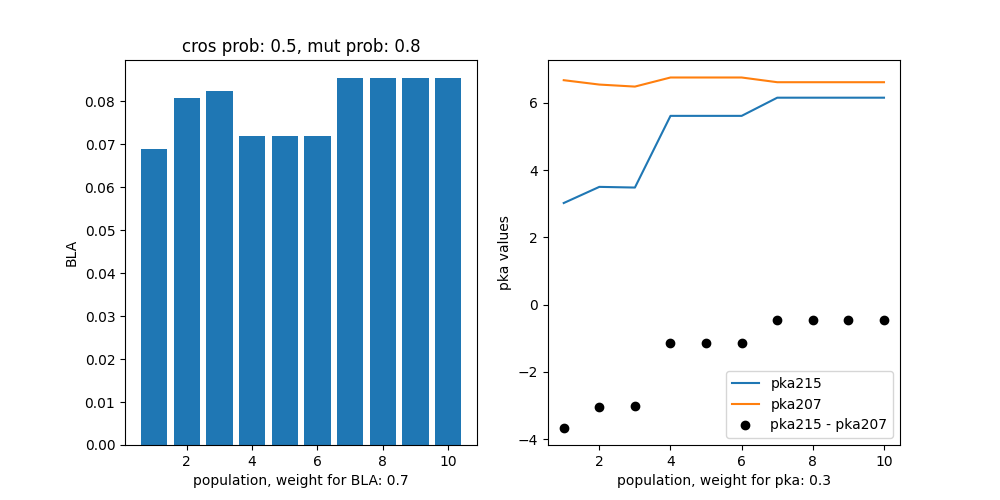 cros prob: 0.5, mut prob: 0.8
BLA
0.08
0.07
0.06
0.05
0.04
0.03
0.02
0.01
0.00
2 4 6 8 10
population, weight for BLA: 0.7
pka values
6
4
2
0
−2
−4
pka215
pka207
pka215 - pka207
2 4 6 8 10
population, weight for pka: 0.3